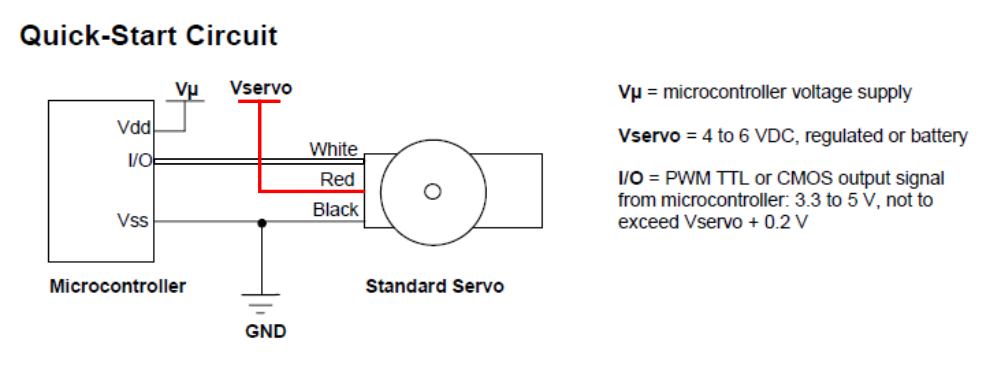 Quick-Start Circuit
Vµ
Vservo
Vdd
I/O
Vss
White
Red
Black
Microcontroller
Standard Servo
GND
Vµ = microcontroller voltage supply
Vservo = 4 to 6 VDC, regulated or battery
I/O = PWM TTL or CMOS output signal
from microcontroller: 3.3 to 5 V, not to
exceed Vservo + 0.2 V